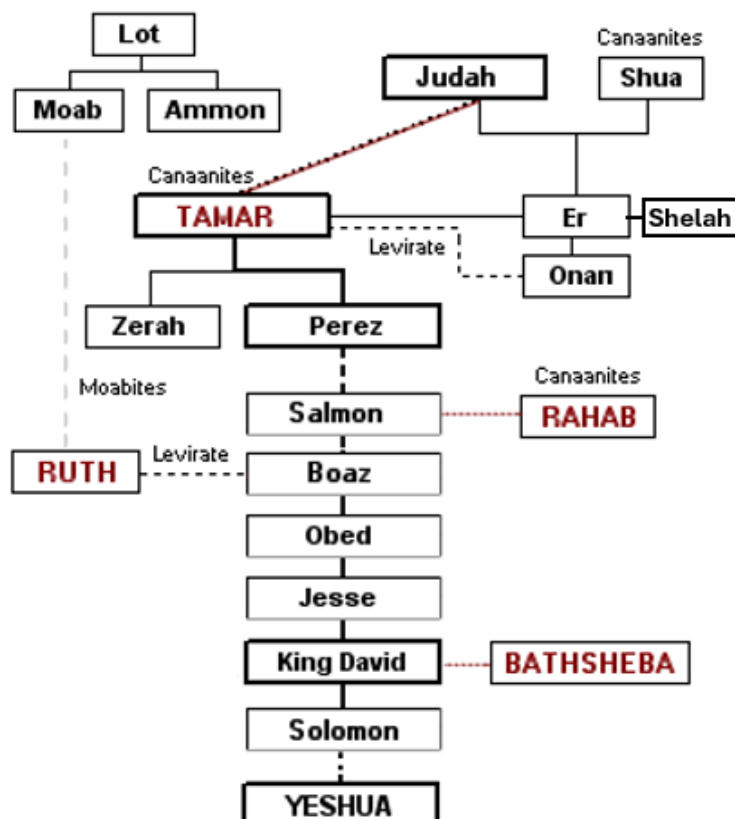 Lot
Canaanites
Judah
Shua
Moab
Ammon
Canaanites
TAMAR
Er
Shelah
Levirate
Onan
Zerah
Perez
Moabites
Canaanites
Salmon
RAHAB
Levirate
RUTH
Boaz
Obed
Jesse
King David
BATHSHEBA
Solomon
YESHUA